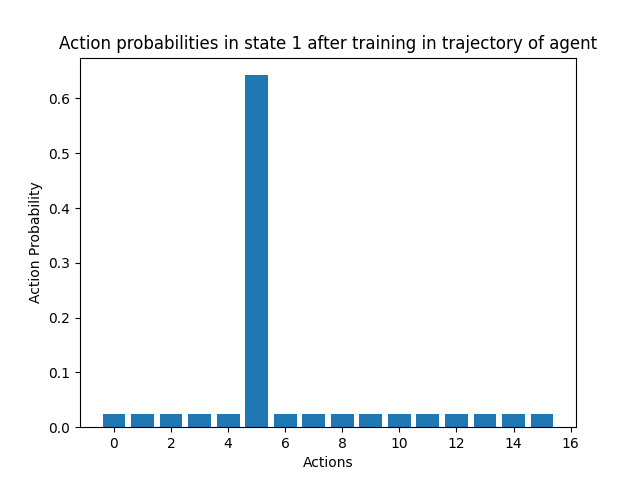 Action probabilities in state 1 after training in trajectory of agent
0.6
0.5
0.4
0.3
0.2
0.1
0.0
Action Probability
0 2 4 6 8 10 12 14 16
Actions